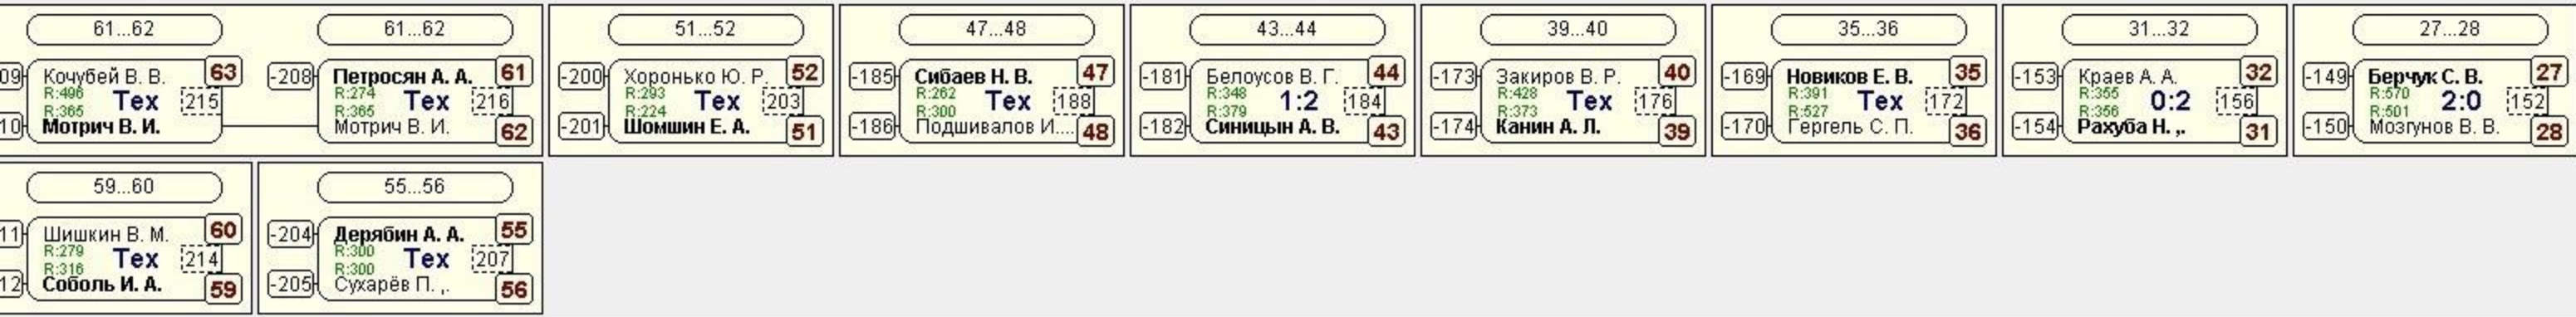 61...62
09 Кочубей В. В. 63
R:496
R:365 Тех 215
10 Мотрич В. И.
61...62
-208 Петросян А. А. 61
R:274
R:365 Тех 216
Мотрич В. И. 62
51...52
-200 Хоронько Ю. Р. 52
R:293
R:224 Тех 203
-201 Шомшин Е. А. 51
47...48
-185 Сибаев Н. В. 47
R:262
R:300 Тех 188
-186 Подшивалов И.... 48
43...44
-181 Белоусов В. Г. 44
R:348
R:379 1:2 184
-182 Синицын А. В. 43
39...40
-173 Закиров В. Р. 40
R:428
R:373 Тех 176
-174 Канин А. Л. 39
35...36
-169 Новиков Е. В. 35
R:391
R:527 Тех 172
-170 Гергель С. П. 36
31...32
-153 Краев А. А. 32
R:355
R:356 0:2 156
-154 Рахуба Н. ,. 31
27...28
-149 Берчук С. В. 27
R:570
R:501 2:0 152
-150 Мозгунов В. В. 28
59...60
11 Шишкин В. М. 60
R:279
R:316 Тех 214
12 Соболь И. А. 59
55...56
-204 Дерябин А. А. 55
R:300
R:300 Тех 207
-205 Сухарёв П. ,. 56